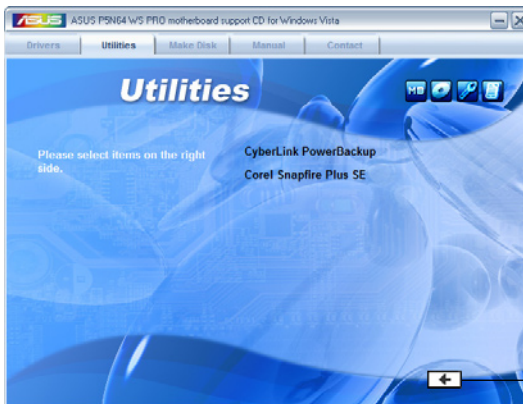 ASUS P5N64 WS PRO motherboard support CD for Windows Vista
Drivers Utilities Make Disk Manual Contact
Utilities
MB
Please select items on the right
side.
CyberLink PowerBackup
Corel Snapfire Plus SE